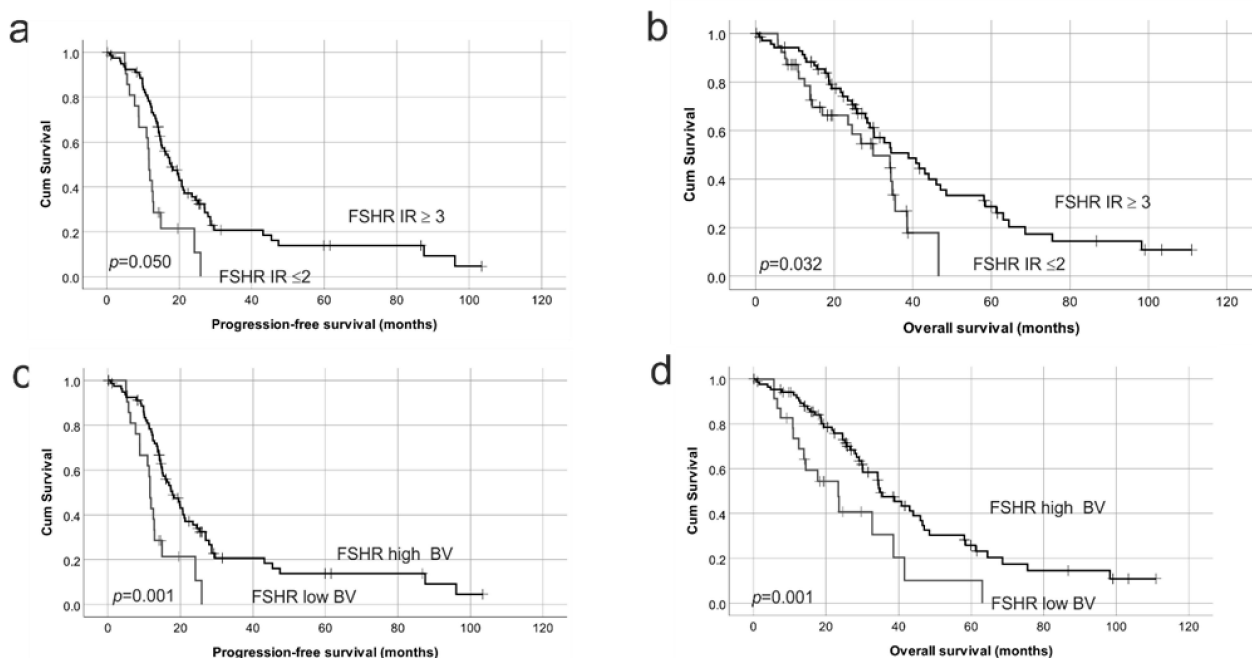 a
Cum Survival
1.0
0.8
0.6
0.4
0.2
0.0
FSHR IR ≥ 3
p=0.050
FSHR IR ≤2
0 20 40 60 80 100 120
Progression-free survival (months)
b
Cum Survival
1.0
0.8
0.6
0.4
0.2
0.0
FSHR IR ≥ 3
p=0.032
FSHR IR ≤2
0 20 40 60 80 100 120
Overall survival (months)
c
Cum Survival
1.0
0.8
0.6
0.4
0.2
0.0
FSHR high BV
p=0.001
FSHR low BV
0 20 40 60 80 100 120
Progression-free survival (months)
d
Cum Survival
1.0
0.8
0.6
0.4
0.2
0.0
FSHR high BV
p=0.001
FSHR low BV
0 20 40 60 80 100 120
Overall survival (months)